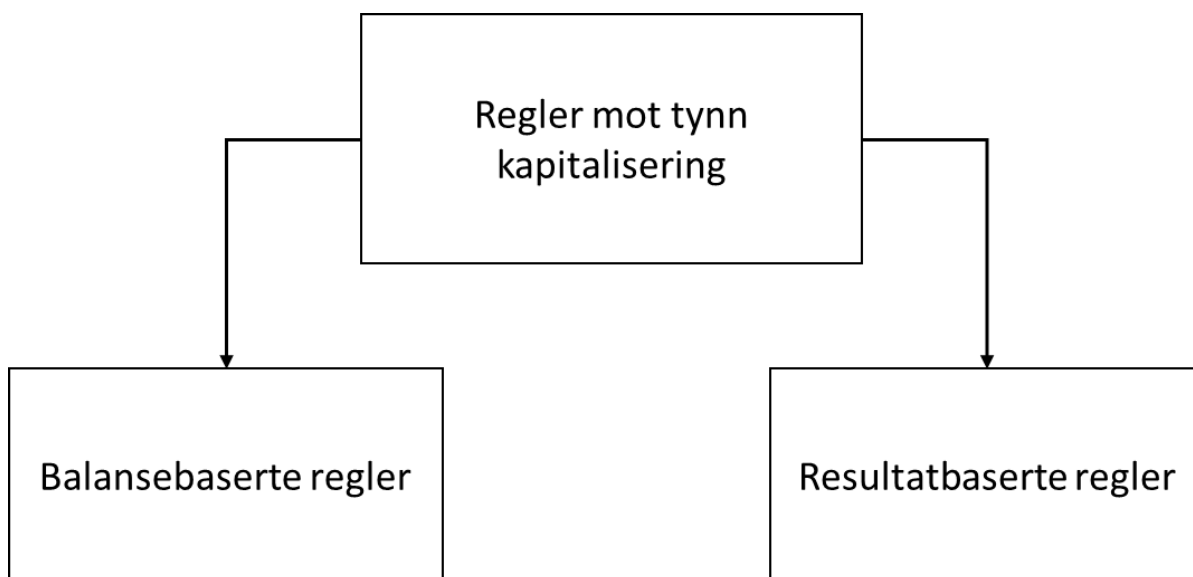 Regler mot tynn
kapitalisering
Balansebaserte regler
Resultatbaserte regler